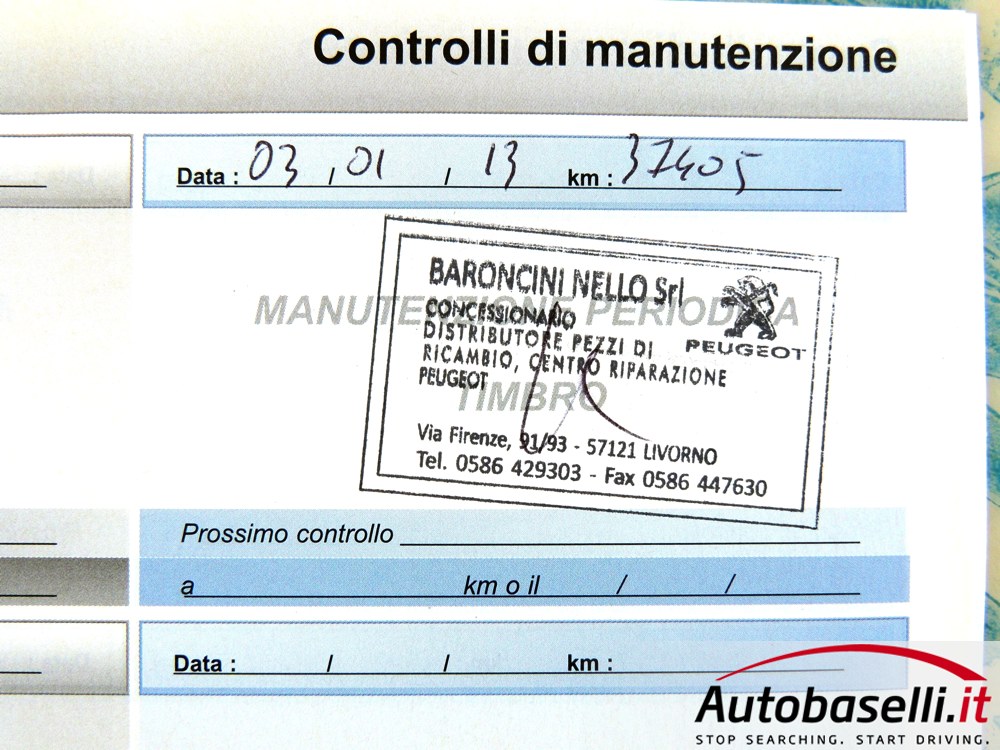 Controlli di manutenzione
Data : 03 / 01 / 13 km : 37405
MANUTENZIONE PERIODICA
TIMBRO
BARONCINI NELLO Srl
CONCESSIONARIO
DISTRIBUTORE PEZZI DI
RICAMBIO, CENTRO RIPARAZIONE
PEUGEOT
PEUGEOT
Via Firenze, 91/93 - 57121 LIVORNO
Tel. 0586 429303 - Fax 0586 447630
Prossimo controllo
a km o il / /
Data : / / km :
Autobaselli.it
STOP SEARCHING. START DRIVING.